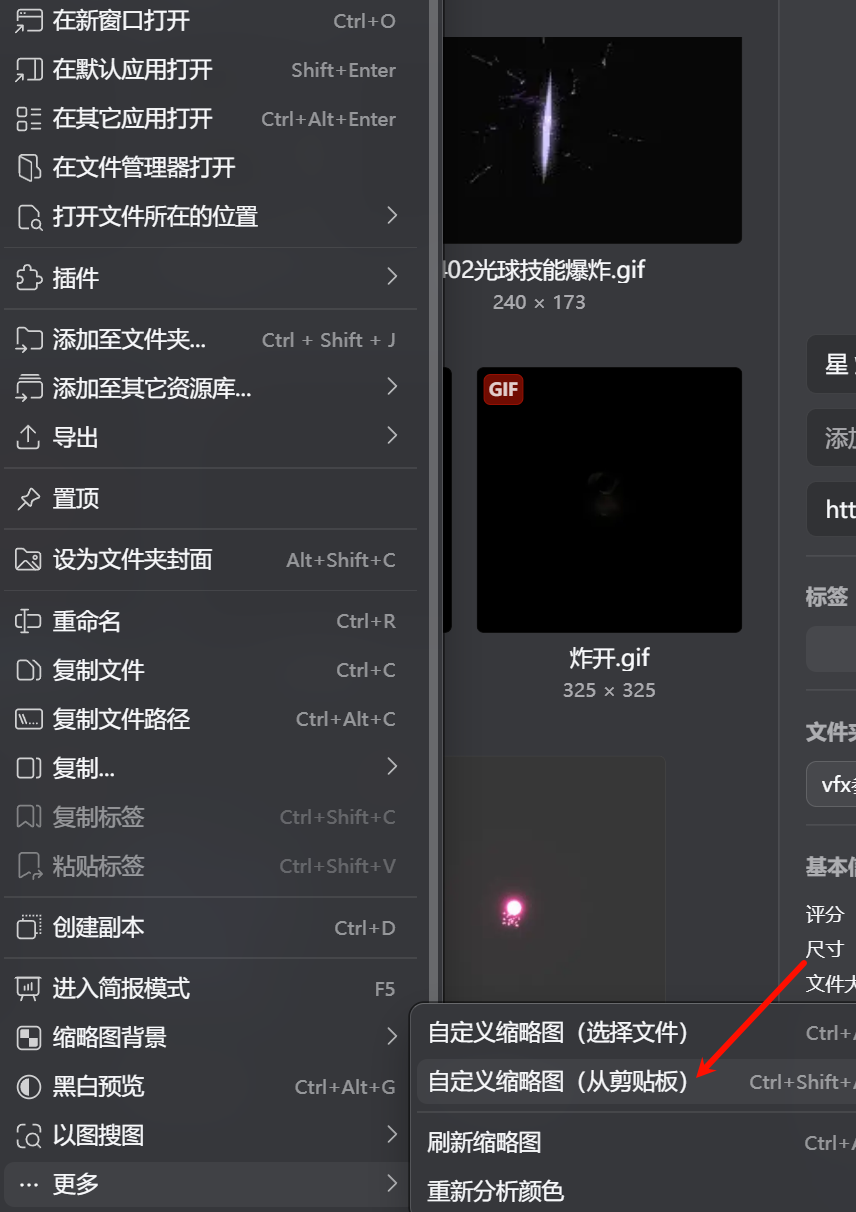 在新窗口打开 Ctrl+O
在默认应用打开 Shift+Enter
在其它应用打开 Ctrl+Alt+Enter
在文件管理器打开
打开文件所在的位置
插件
添加至文件夹... Ctrl + Shift + J
添加至其它资源库...
导出
置顶
设为文件夹封面 Alt+Shift+C
重命名 Ctrl+R
复制文件 Ctrl+C
复制文件路径 Ctrl+Alt+C
复制...
复制标签 Ctrl+Shift+C
粘贴标签 Ctrl+Shift+V
创建副本 Ctrl+D
进入简报模式 F5
缩略图背景
黑白预览 Ctrl+Alt+G
以图搜图
更多
自定义缩略图（选择文件） Ctrl+
自定义缩略图（从剪贴板） Ctrl+Shift+
刷新缩略图 Ctrl+
重新分析颜色
402光球技能爆炸.gif
240 × 173
GIF
炸开.gif
325 × 325
星
添加
htt
标签
文件夹
vfx
基本信
评分
尺寸
文件大